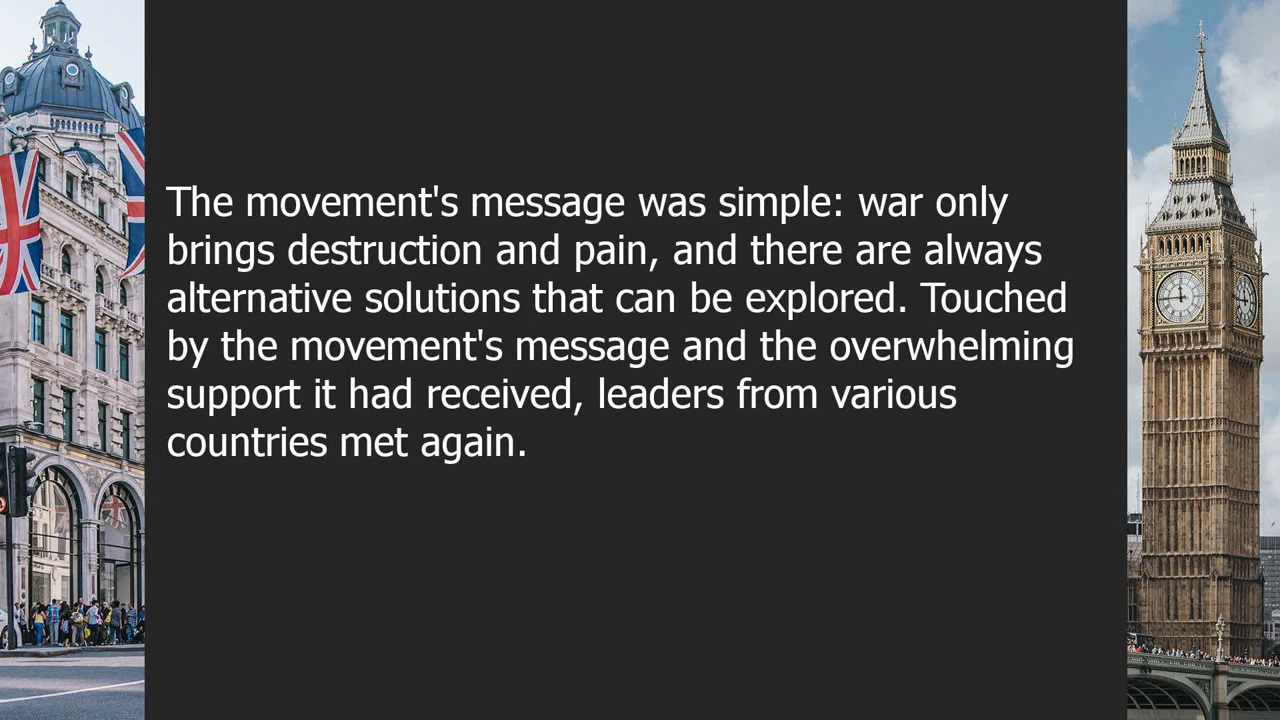 The movement's message was simple: war only
brings destruction and pain, and there are always
alternative solutions that can be explored. Touched
by the movement's message and the overwhelming
support it had received, leaders from various
countries met again.